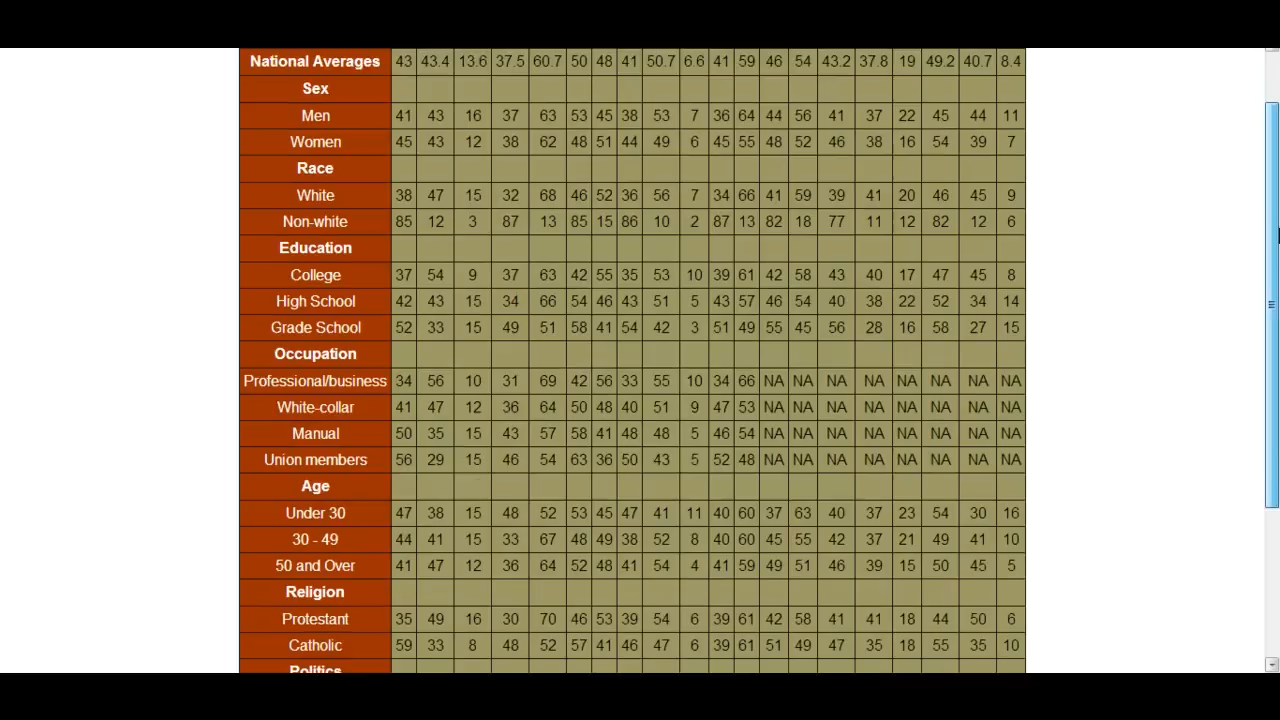 National Averages 43 43.4 13.6 37.5 60.7 50 48 41 50.7 6.6 41 59 46 54 43.2 37.8 19 49.2 40.7 8.4
Sex
Men 41 43 16 37 63 53 45 38 53 7 36 64 44 56 41 37 22 45 44 11
Women 45 43 12 38 62 48 51 44 49 6 45 55 48 52 46 38 16 54 39 7
Race
White 38 47 15 32 68 46 52 36 56 7 34 66 41 59 39 41 20 46 45 9
Non-white 85 12 3 87 13 85 15 86 10 2 87 13 82 18 77 11 12 82 12 6
Education
College 37 54 9 37 63 42 55 35 53 10 39 61 42 58 43 40 17 47 45 8
High School 42 43 15 34 66 54 46 43 51 5 43 57 46 54 40 38 22 52 34 14
Grade School 52 33 15 49 51 58 41 54 42 3 51 49 55 45 56 28 16 58 27 15
Occupation
Professional/business 34 56 10 31 69 42 56 33 55 10 34 66 NA NA NA NA NA NA NA NA
White-collar 41 47 12 36 64 50 48 40 51 9 47 53 NA NA NA NA NA NA NA NA
Manual 50 35 15 43 57 58 41 48 48 5 46 54 NA NA NA NA NA NA NA NA
Union members 56 29 15 46 54 63 36 50 43 5 52 48 NA NA NA NA NA NA NA NA
Age
Under 30 47 38 15 48 52 53 45 47 41 11 40 60 37 63 40 37 23 54 30 16
30 - 49 44 41 15 33 67 48 49 38 52 8 40 60 45 55 42 37 21 49 41 10
50 and Over 41 47 12 36 64 52 48 41 54 4 41 59 49 51 46 39 15 50 45 5
Religion
Protestant 35 49 16 30 70 46 53 39 54 6 39 61 42 58 41 41 18 44 50 6
Catholic 59 33 8 48 52 57 41 46 47 6 39 61 51 49 47 35 18 55 35 10
Politics